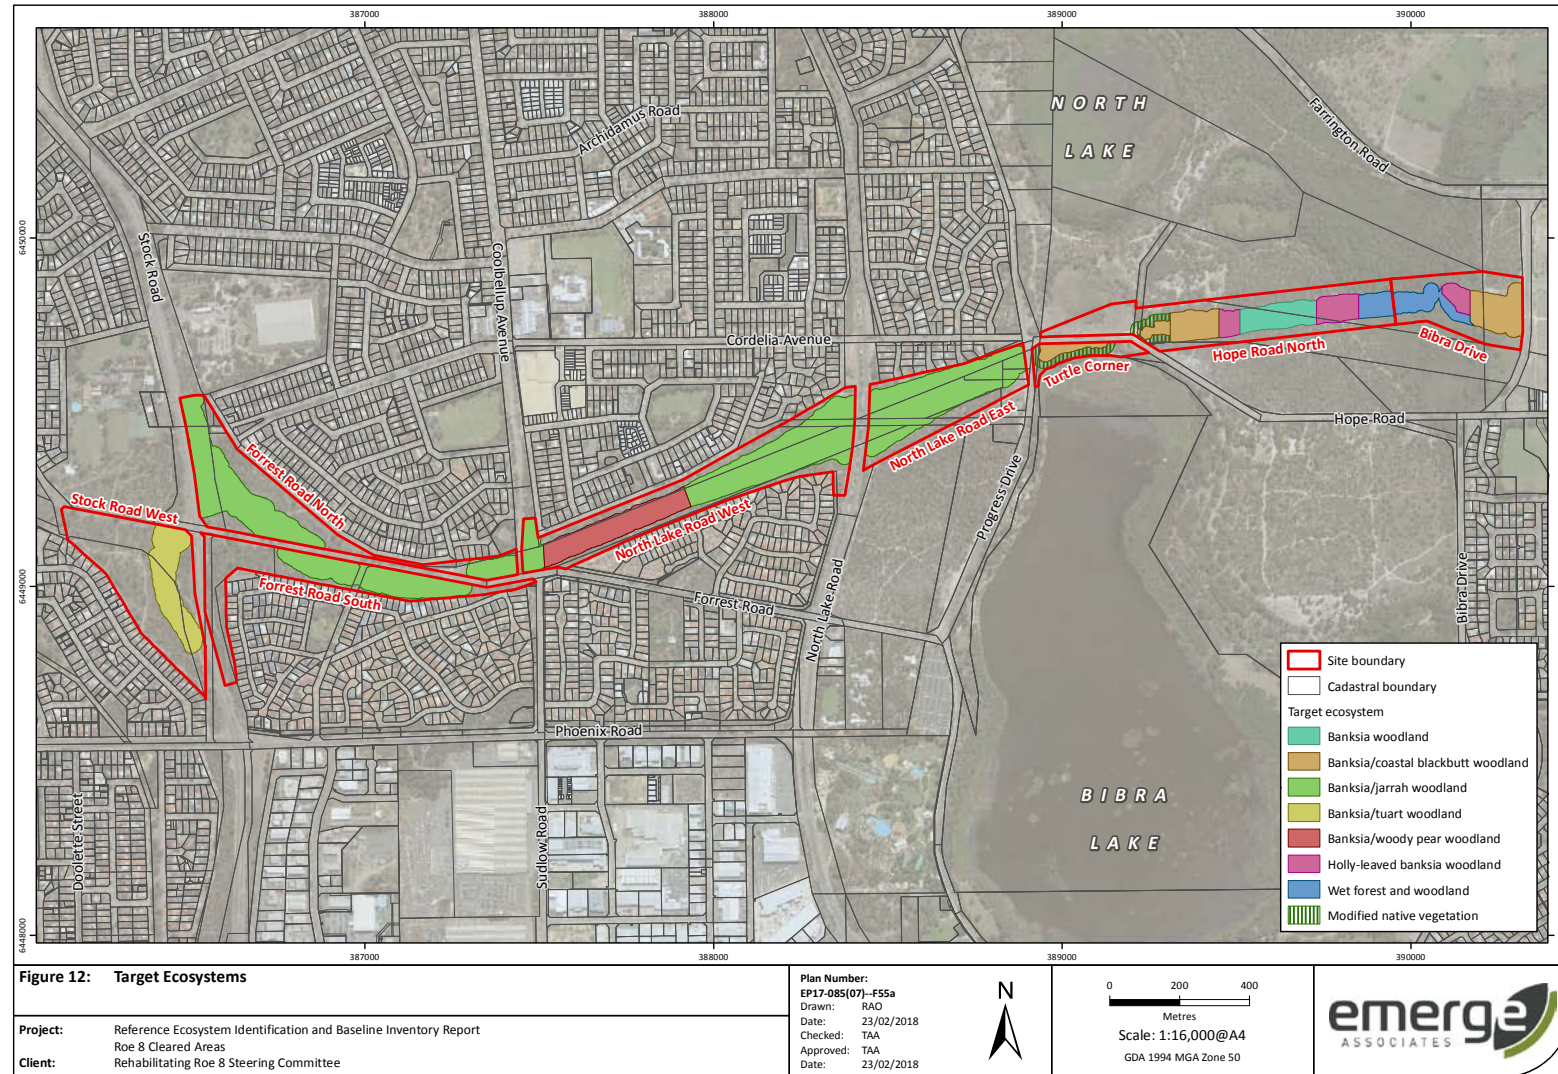 387000
388000
389000
390000
6450000
6449000
6448000
NORTH
LAKE
Farrington Road
Archidamus Road
Stock Road
Coolbellup Avenue
Cordelia Avenue
Hope Road North
Bibra Drive
Turtle Corner
Hope Road
North Lake Road East
Forrest Road North
Stock Road West
North Lake Road West
Progress Drive
Forrest Road South
Forrest Road
North Lake Road
Bibra Drive
Phoenix Road
Doolette Street
Sudlow Road
BIBRA
LAKE
Site boundary
Cadastral boundary
Target ecosystem
Banksia woodland
Banksia/coastal blackbutt woodland
Banksia/jarrah woodland
Banksia/tuart woodland
Banksia/woody pear woodland
Holly-leaved banksia woodland
Wet forest and woodland
Modified native vegetation
387000
388000
389000
390000
Figure 12: Target Ecosystems
Project: Reference Ecosystem Identification and Baseline Inventory Report
Roe 8 Cleared Areas
Client: Rehabilitating Roe 8 Steering Committee
Plan Number:
EP17-085(07)--F55a
Drawn: RAO
Date: 23/02/2018
Checked: TAA
Approved: TAA
Date: 23/02/2018
N
0 200 400
Metres
Scale: 1:16,000@A4
GDA 1994 MGA Zone 50
emerge
ASSOCIATES